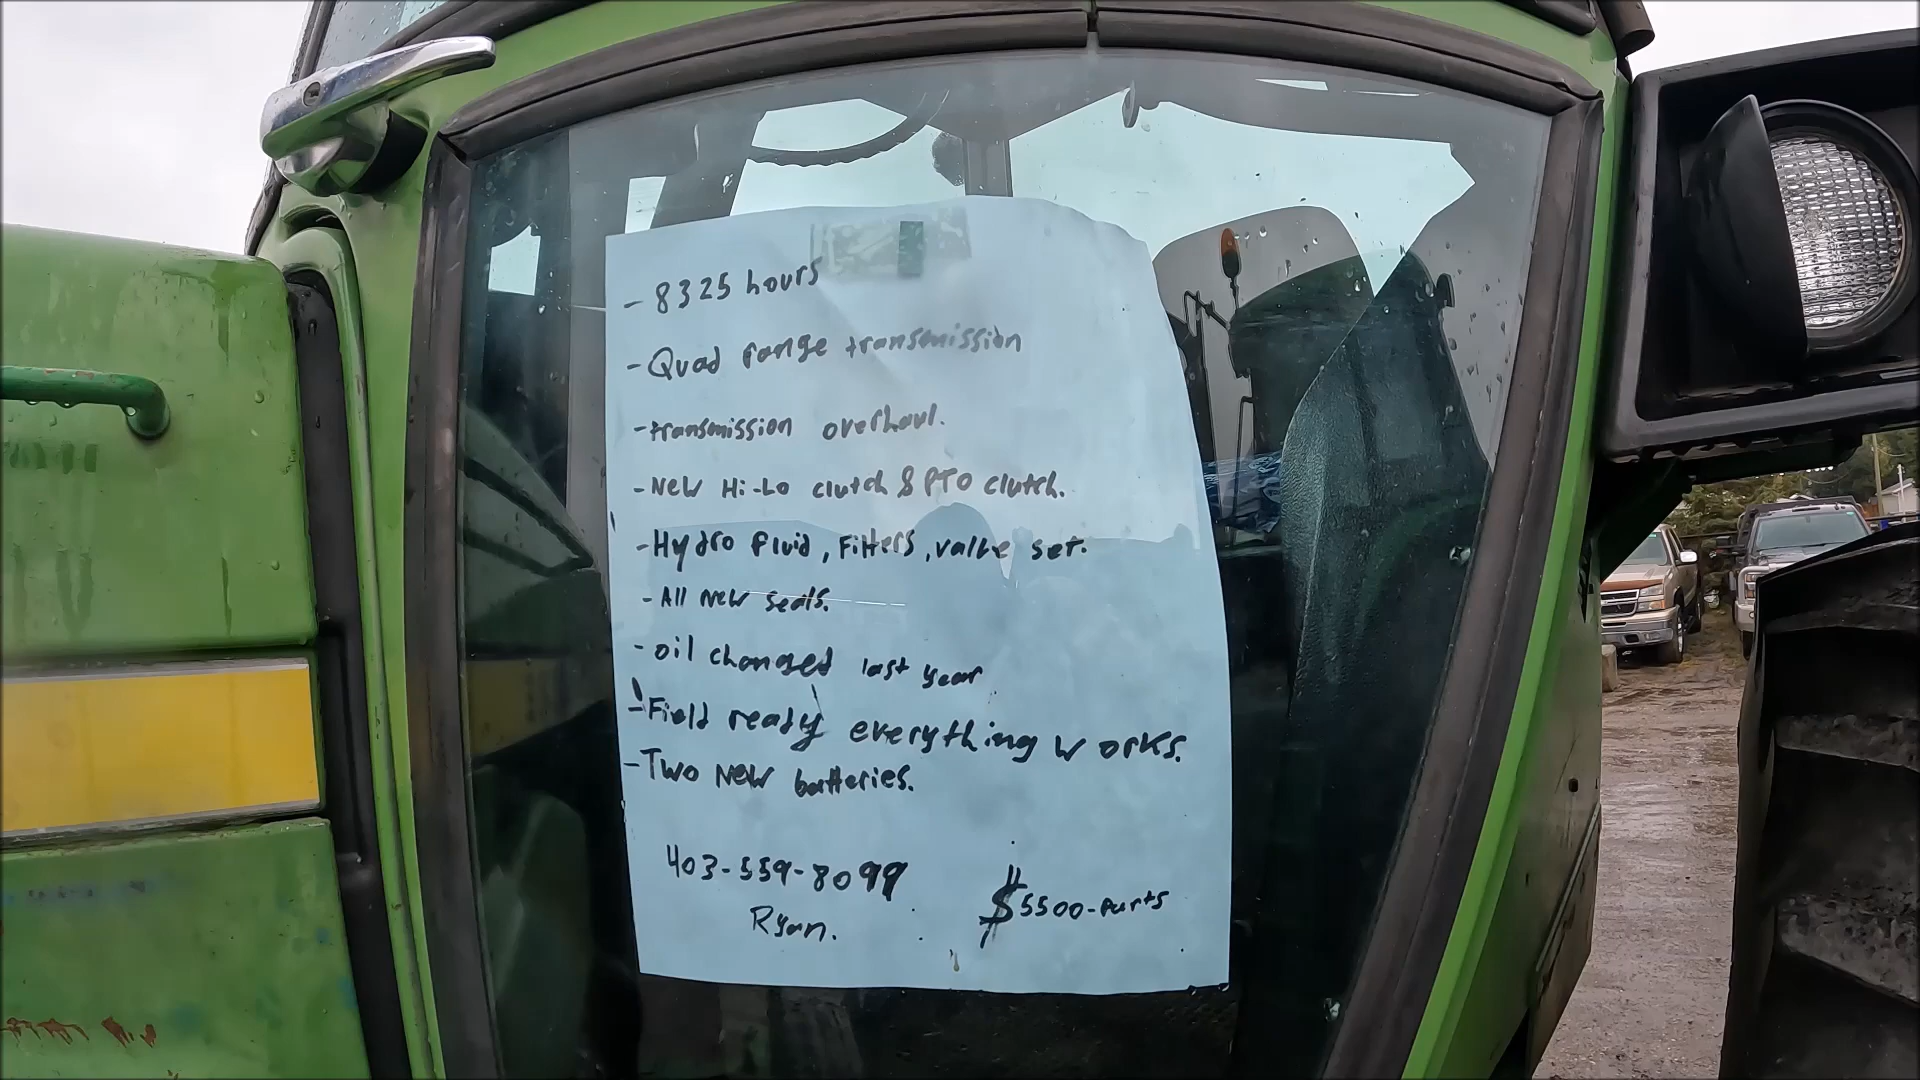 - 8325 hours
- Quad range transmission
- transmission overhaul.
- New Hi-Lo clutch & PTO clutch.
- Hydro fluid, Filters, valve set.
- All New seals.
- oil changed last year
- Field ready everything works.
- Two New batteries.
403-559-8099
Ryan.
$5500-Parts